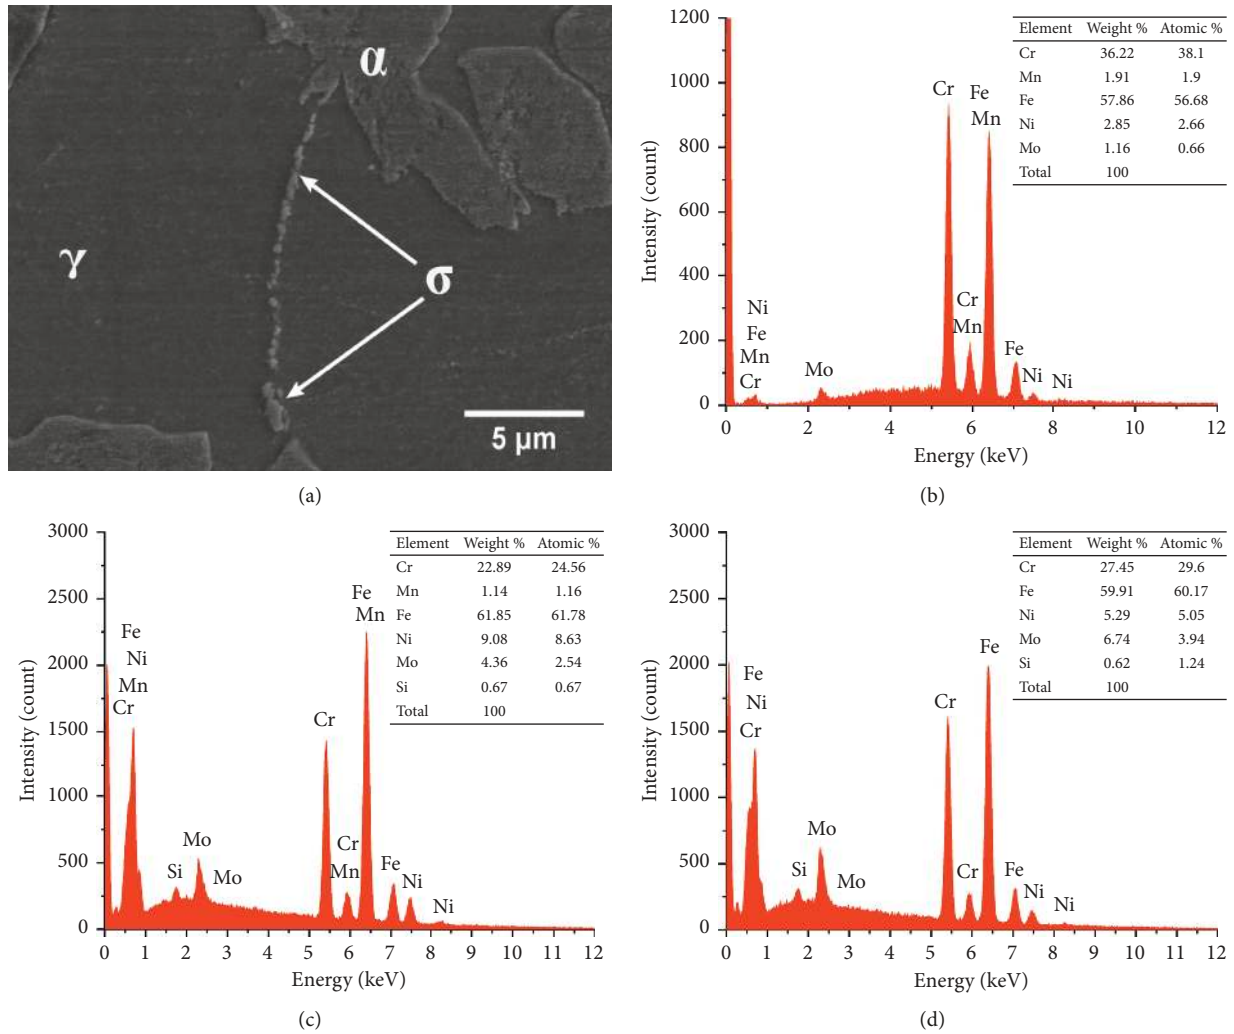 α
γ
σ
5 μm
(a)
1200
1000
800
600
400
200
0
Intensity (count)
Ni
Fe
Mn
Cr
Mo
Cr
Cr
Mn
Fe
Mn
Fe
Ni
Ni
0 2 4 6 8 10 12
Energy (keV)
Element Weight % Atomic %
Cr 36.22 38.1
Mn 1.91 1.9
Fe 57.86 56.68
Ni 2.85 2.66
Mo 1.16 0.66
Total 100
(b)
3000
2500
2000
1500
1000
500
0
Intensity (count)
Fe
Ni
Mn
Cr
Si
Mo
Mo
Cr
Cr
Mn
Fe
Mn
Fe
Ni
Ni
0 1 2 3 4 5 6 7 8 9 10 11 12
Energy (keV)
Element Weight % Atomic %
Cr 22.89 24.56
Mn 1.14 1.16
Fe 61.85 61.78
Ni 9.08 8.63
Mo 4.36 2.54
Si 0.67 0.67
Total 100
(c)
3000
2500
2000
1500
1000
500
0
Intensity (count)
Fe
Ni
Cr
Si
Mo
Mo
Cr
Cr
Fe
Fe
Ni
Ni
0 1 2 3 4 5 6 7 8 9 10 11 12
Energy (keV)
Element Weight % Atomic %
Cr 27.45 29.6
Fe 59.91 60.17
Ni 5.29 5.05
Mo 6.74 3.94
Si 0.62 1.24
Total 100
(d)